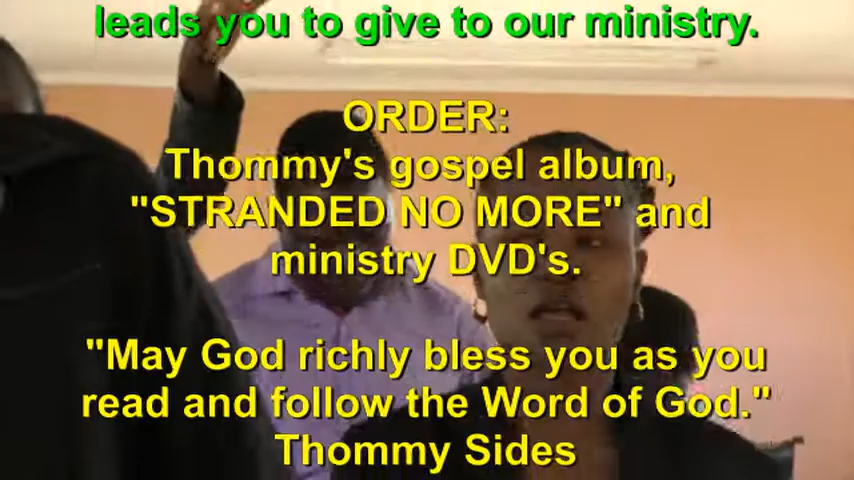 leads you to give to our ministry.
ORDER:
Thommy's gospel album,
"STRANDED NO MORE" and
ministry DVD's.
"May God richly bless you as you
read and follow the Word of God."
Thommy Sides